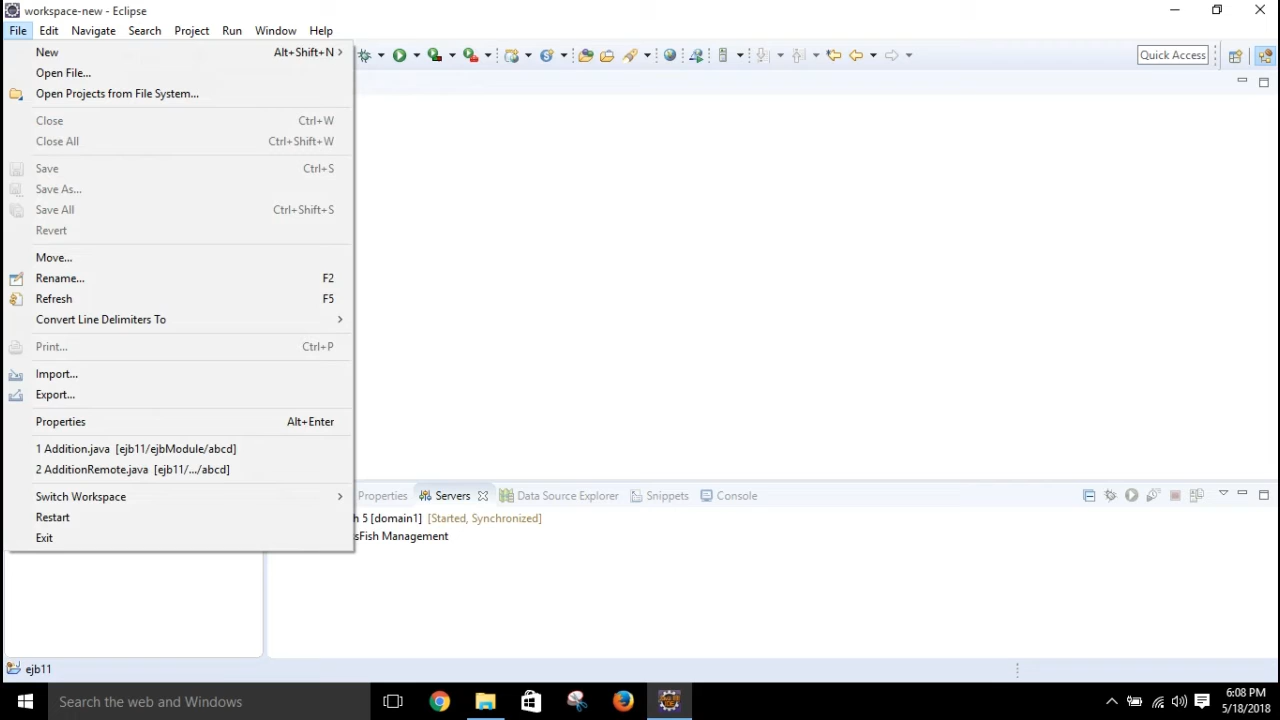 workspace-new - Eclipse
File Edit Navigate Search Project Run Window Help
New Alt+Shift+N
Open File...
Open Projects from File System...
Quick Access
Close Ctrl+W
Close All Ctrl+Shift+W
Save Ctrl+S
Save As...
Save All Ctrl+Shift+S
Revert
Move...
Rename... F2
Refresh F5
Convert Line Delimiters To
Print... Ctrl+P
Import...
Export...
Properties Alt+Enter
1 Addition.java [ejb11/ejbModule/abcd]
2 AdditionRemote.java [ejb11/.../abcd]
Switch Workspace
Restart
Exit
Properties Servers Data Source Explorer Snippets Console
h 5 [domain1] [Started, Synchronized]
sFish Management
ejb11
Search the web and Windows
6:08 PM
5/18/2018